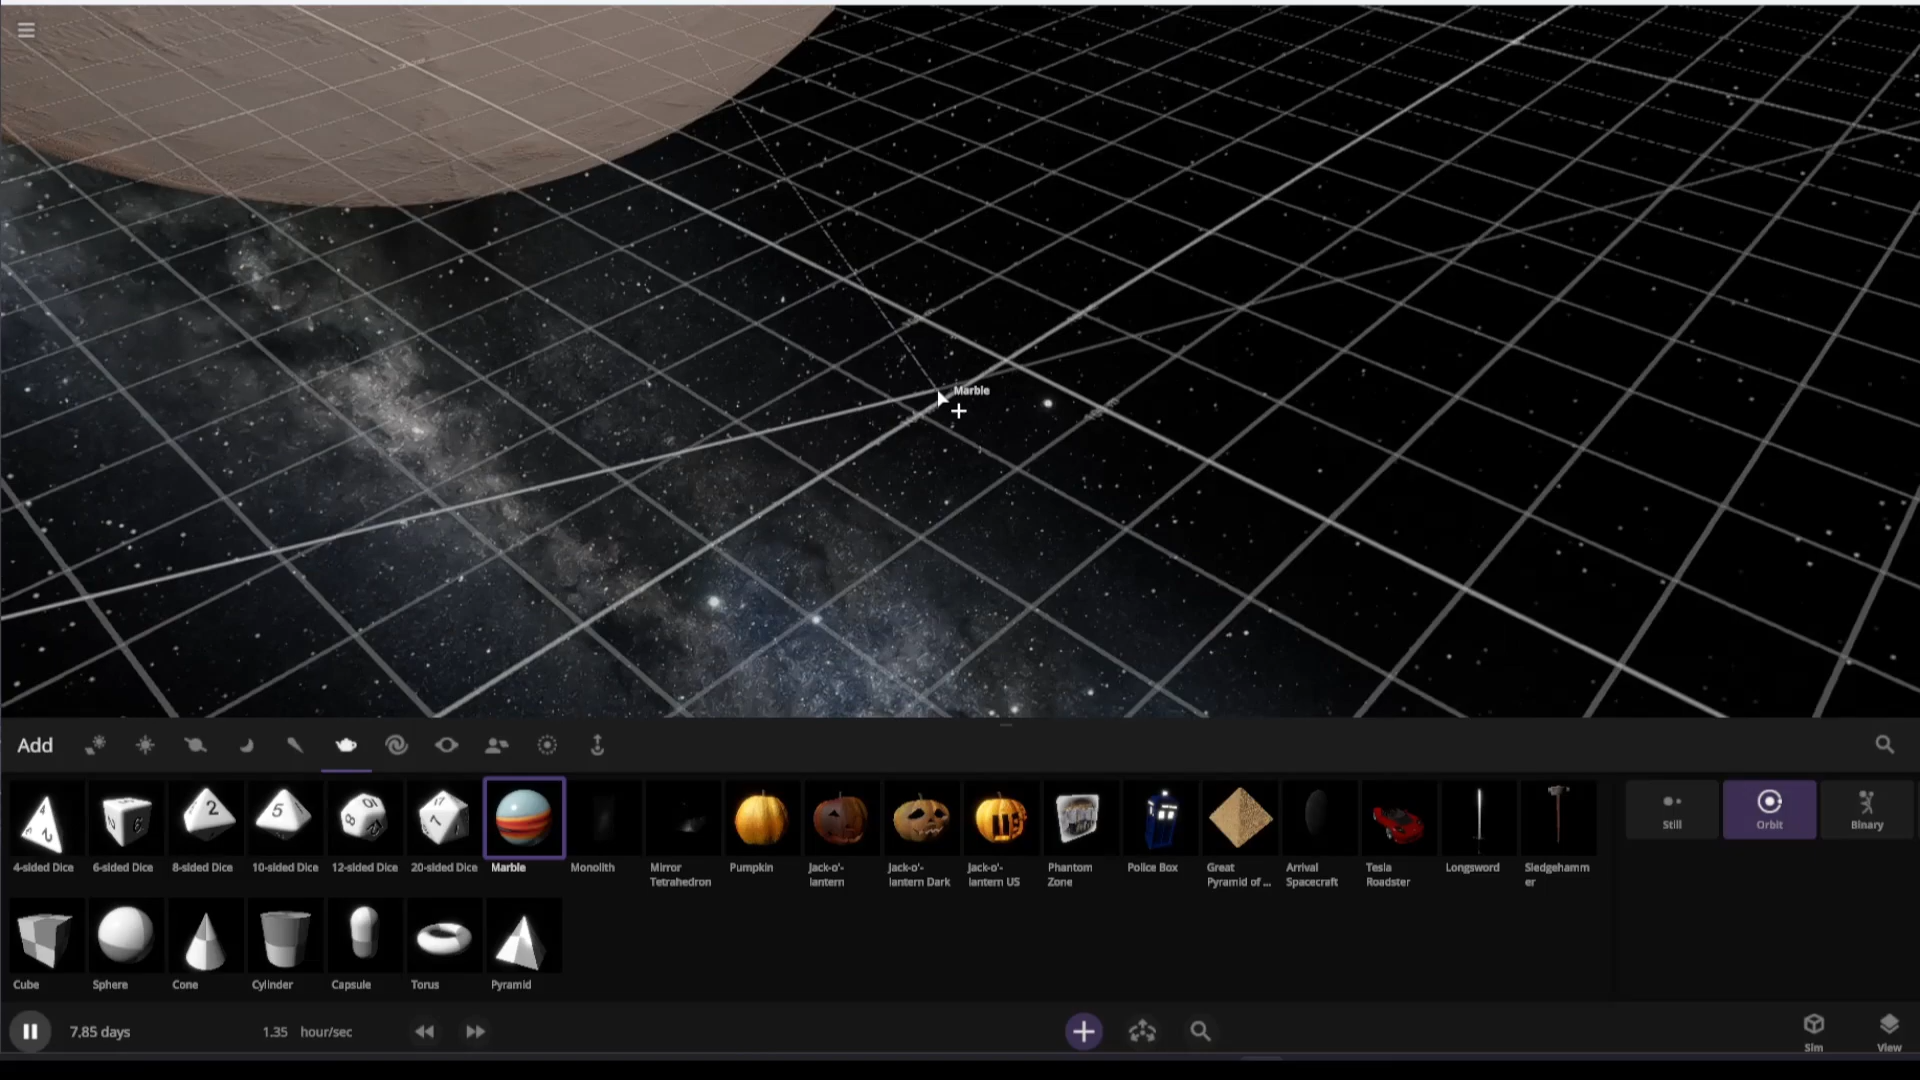 Marble
Add
Still
Orbit
Binary
4-sided Dice
6-sided Dice
8-sided Dice
10-sided Dice
12-sided Dice
20-sided Dice
Marble
Monolith
Mirror
Tetrahedron
Pumpkin
Jack-o'-
lantern
Jack-o'-
lantern Dark
Jack-o'-
lantern US
Phantom
Zone
Police Box
Great
Pyramid of ...
Arrival
Spacecraft
Tesla
Roadster
Longsword
Sledgehamm
er
Cube
Sphere
Cone
Cylinder
Capsule
Torus
Pyramid
7.85 days
1.35 hour/sec
Sim
View